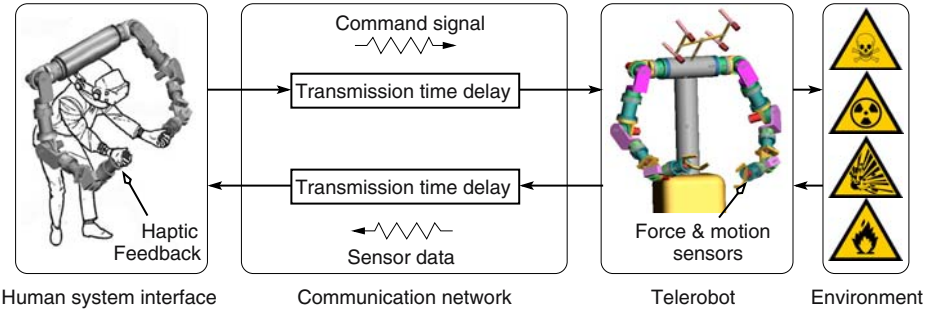 Command signal
Transmission time delay
Transmission time delay
Haptic
Feedback
Sensor data
Force & motion
sensors
Human system interface
Communication network
Telerobot
Environment